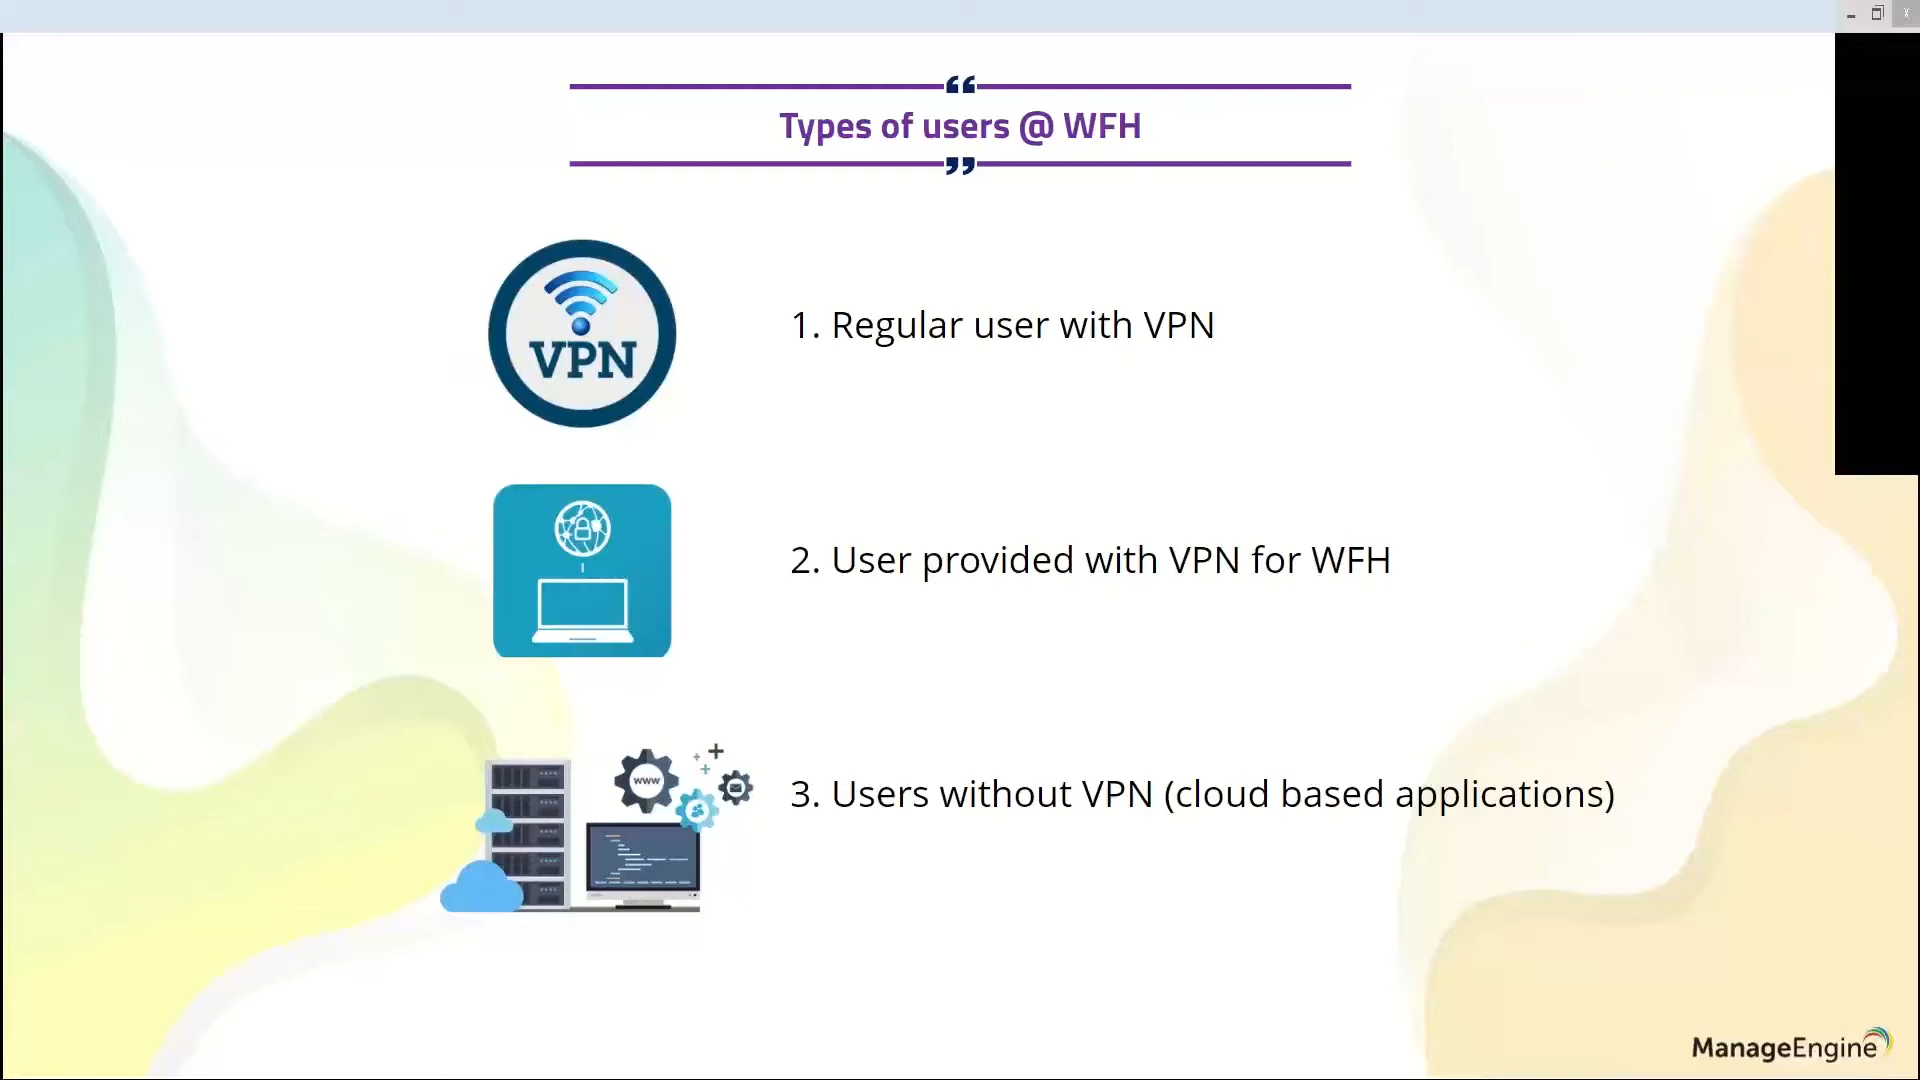 “
Types of users @ WFH
”
VPN
1. Regular user with VPN
2. User provided with VPN for WFH
www
3. Users without VPN (cloud based applications)
ManageEngine